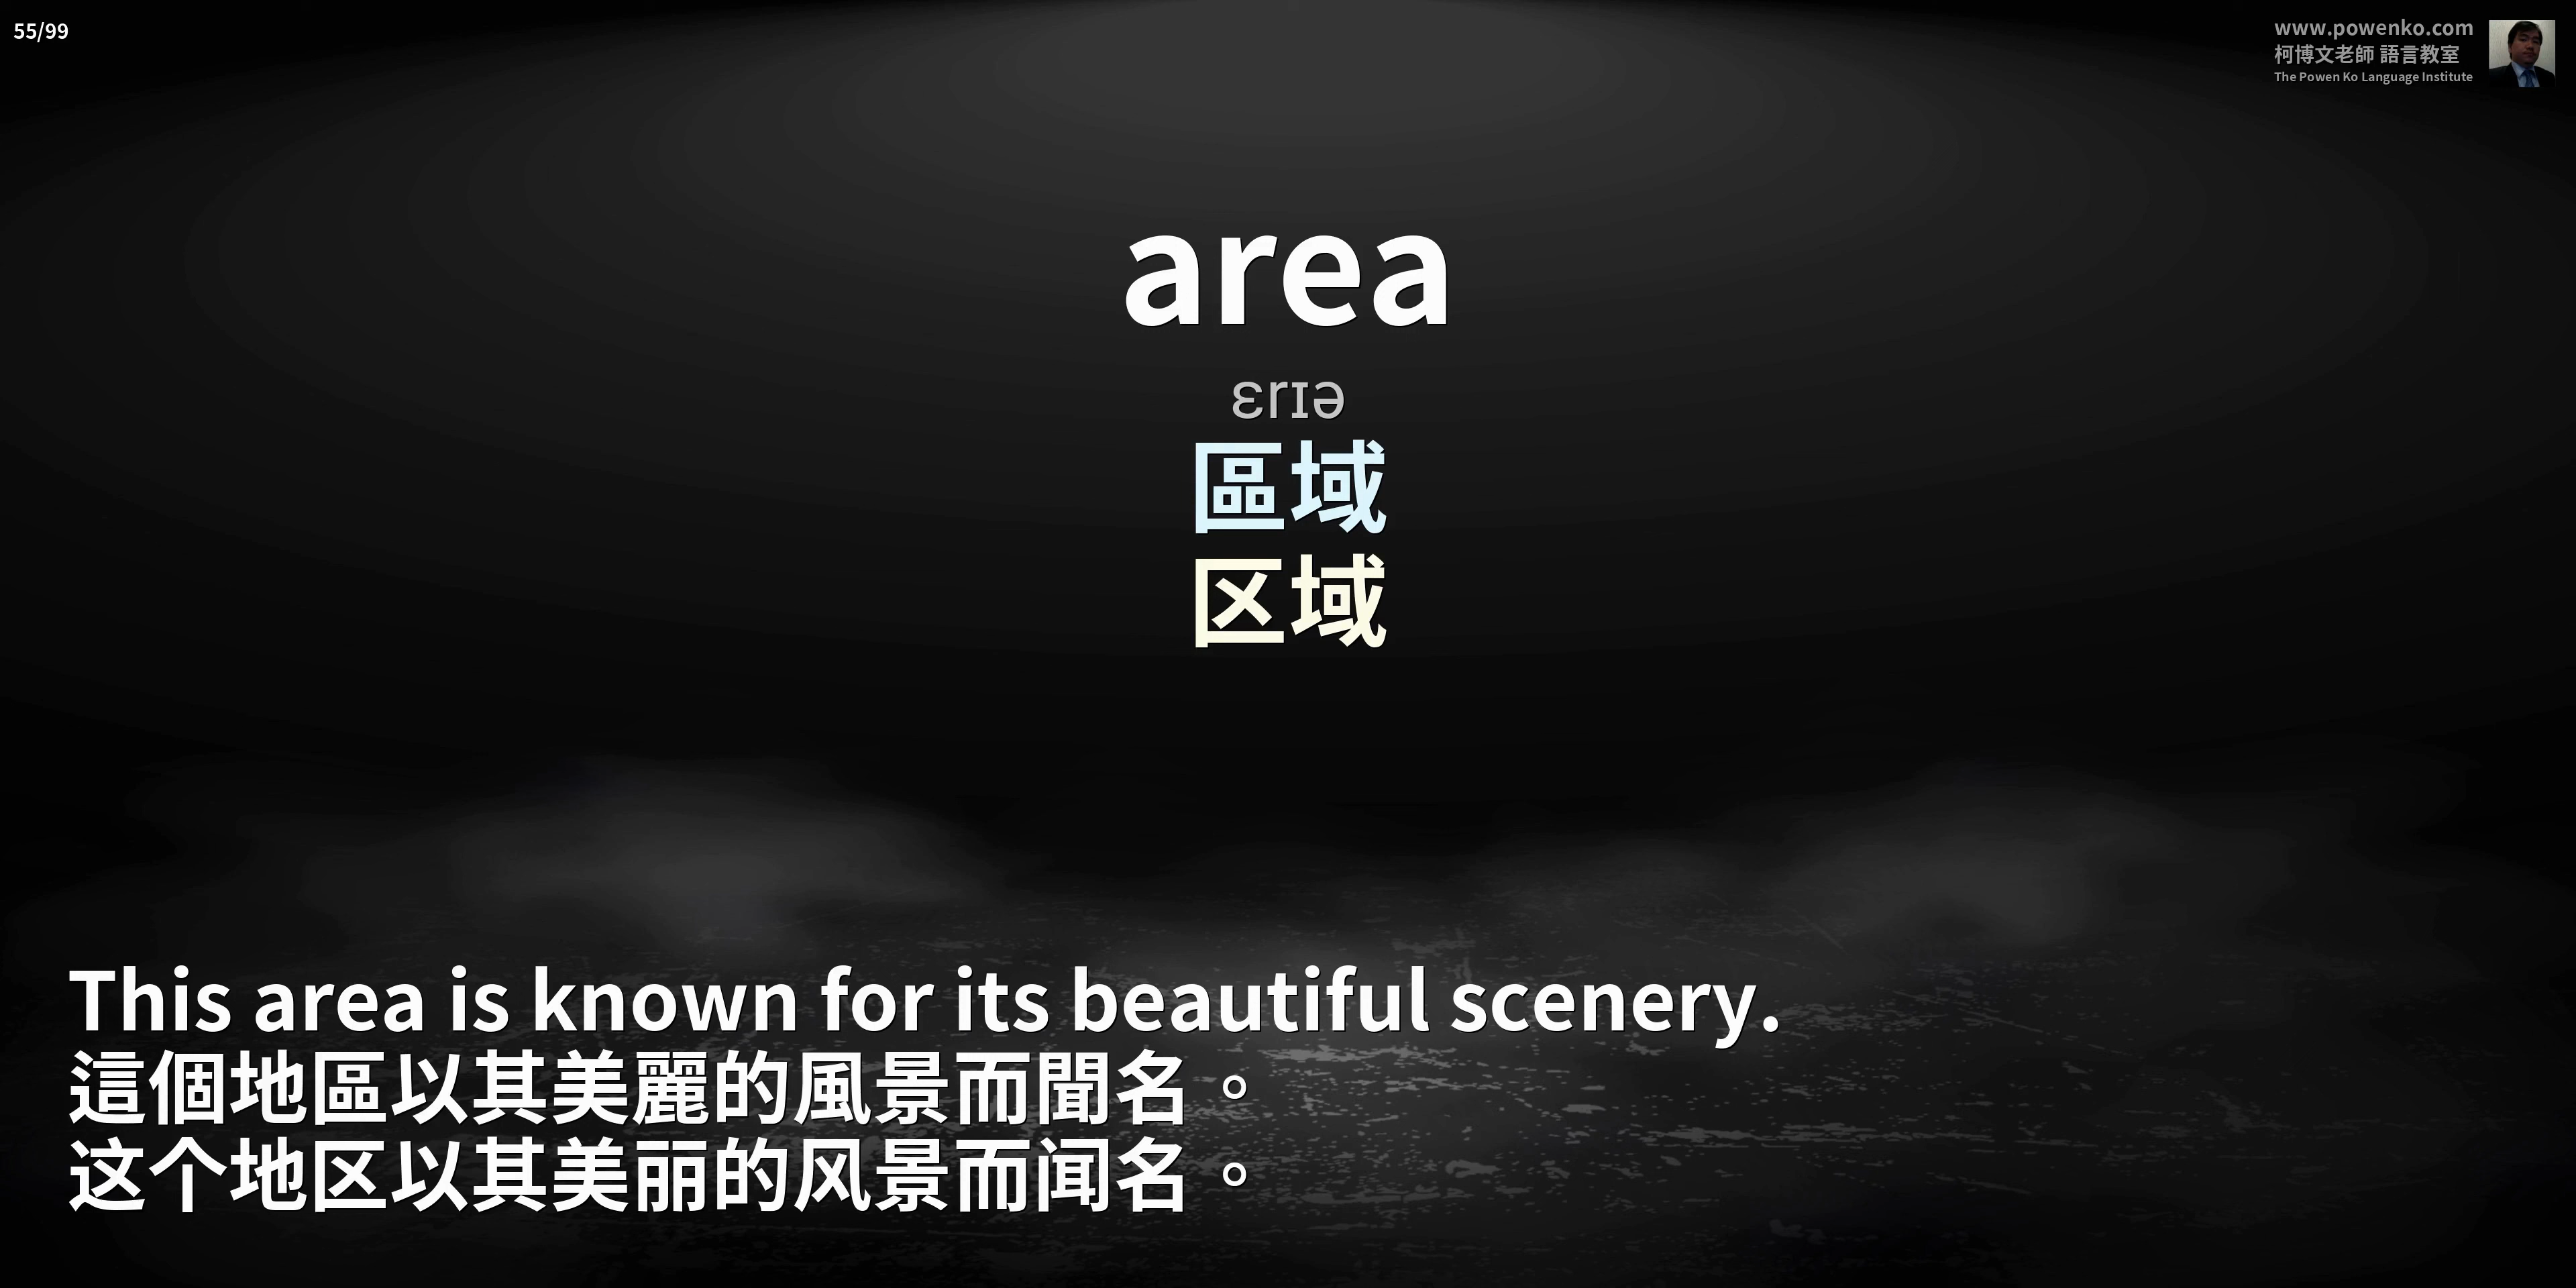 55/99
www.powenko.com
柯博文老師 語言教室
The Powen Ko Language Institute
area
ɛrɪə
區域
区域
This area is known for its beautiful scenery.
這個地區以其美麗的風景而聞名。
这个地区以其美丽的风景而闻名。